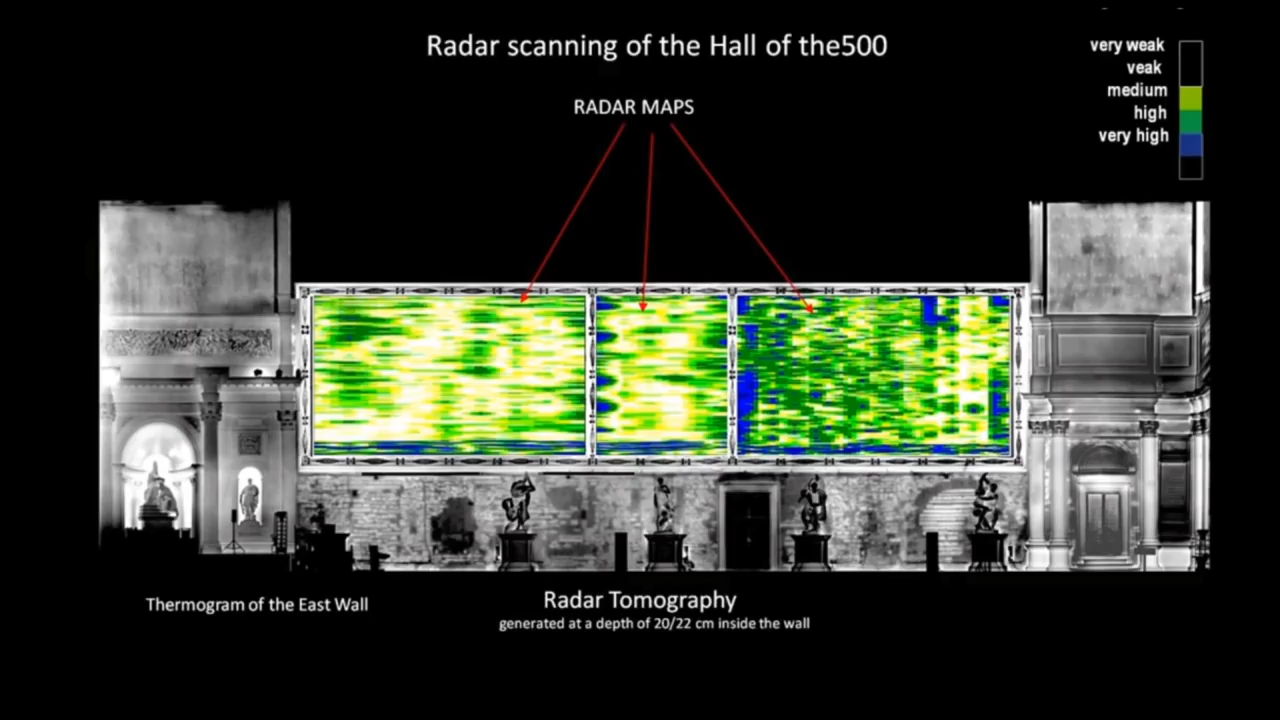 Radar scanning of the Hall of the500
very weak
veak
medium
high
very high
RADAR MAPS
Thermogram of the East Wall
Radar Tomography
generated at a depth of 20/22 cm inside the wall